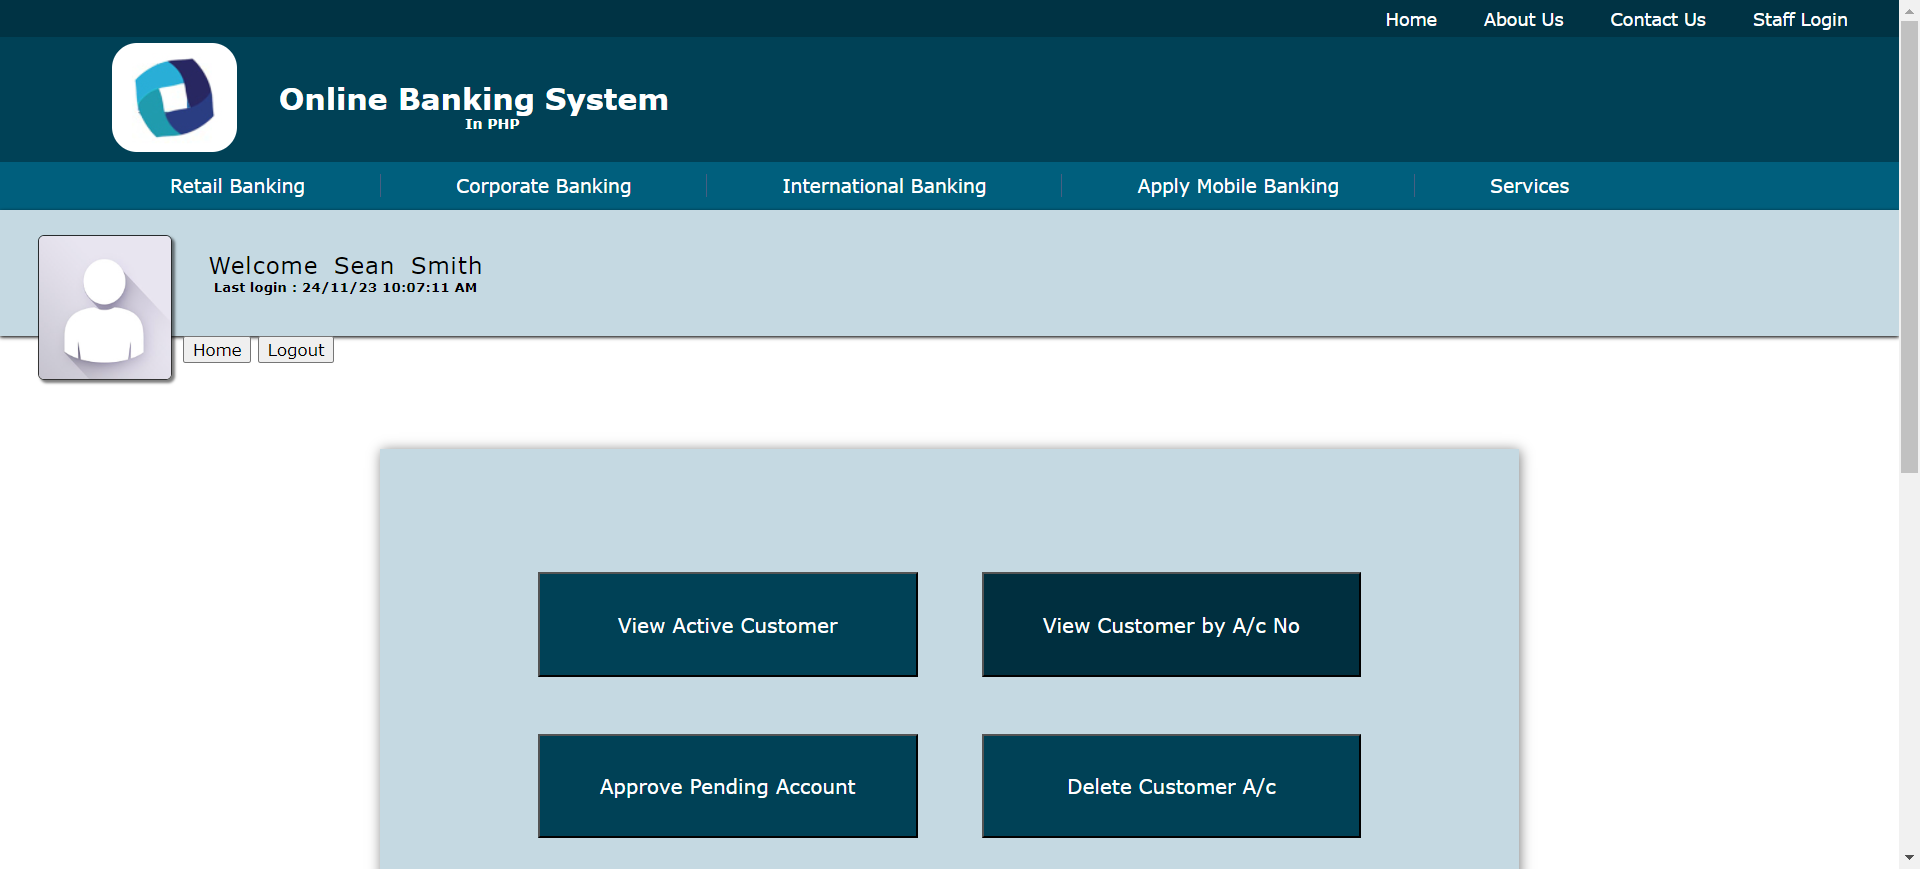 Home About Us Contact Us Staff Login
Online Banking System
In PHP
Retail Banking Corporate Banking International Banking Apply Mobile Banking Services
Welcome Sean Smith
Last login : 24/11/23 10:07:11 AM
Home Logout
View Active Customer View Customer by A/c No
Approve Pending Account Delete Customer A/c